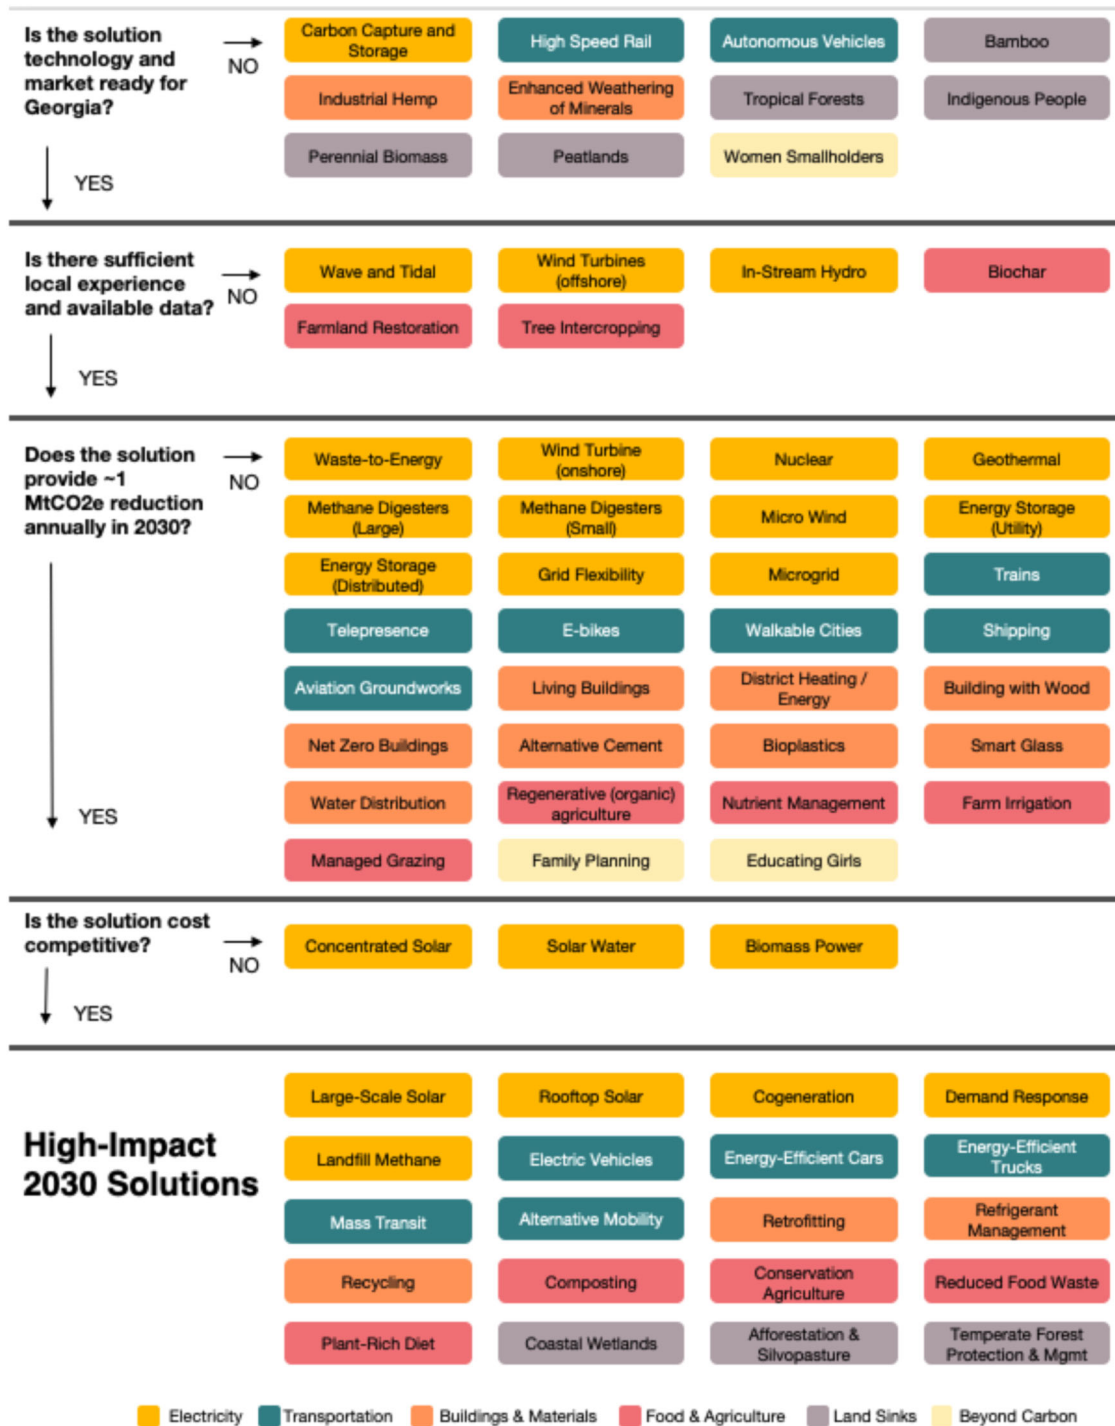 Is the solution
technology and
market ready for
Georgia?
NO
YES
Carbon Capture and
Storage
High Speed Rail
Autonomous Vehicles
Bamboo
Industrial Hemp
Enhanced Weathering
of Minerals
Tropical Forests
Indigenous People
Perennial Biomass
Peatlands
Women Smallholders
Is there sufficient
local experience
and available data?
NO
YES
Wave and Tidal
Wind Turbines
(offshore)
In-Stream Hydro
Biochar
Farmland Restoration
Tree Intercropping
Does the solution
provide ~1
MtCO2e reduction
annually in 2030?
NO
YES
Waste-to-Energy
Wind Turbine
(onshore)
Nuclear
Geothermal
Methane Digesters
(Large)
Methane Digesters
(Small)
Micro Wind
Energy Storage
(Utility)
Energy Storage
(Distributed)
Grid Flexibility
Microgrid
Trains
Telepresence
E-bikes
Walkable Cities
Shipping
Aviation Groundworks
Living Buildings
District Heating /
Energy
Building with Wood
Net Zero Buildings
Alternative Cement
Bioplastics
Smart Glass
Water Distribution
Regenerative (organic)
agriculture
Nutrient Management
Farm Irrigation
Managed Grazing
Family Planning
Educating Girls
Is the solution cost
competitive?
NO
YES
Concentrated Solar
Solar Water
Biomass Power
High-Impact
2030 Solutions
Large-Scale Solar
Rooftop Solar
Cogeneration
Demand Response
Landfill Methane
Electric Vehicles
Energy-Efficient Cars
Energy-Efficient
Trucks
Mass Transit
Alternative Mobility
Retrofitting
Refrigerant
Management
Recycling
Composting
Conservation
Agriculture
Reduced Food Waste
Plant-Rich Diet
Coastal Wetlands
Afforestation &
Silvopasture
Temperate Forest
Protection & Mgmt
Electricity
Transportation
Buildings & Materials
Food & Agriculture
Land Sinks
Beyond Carbon